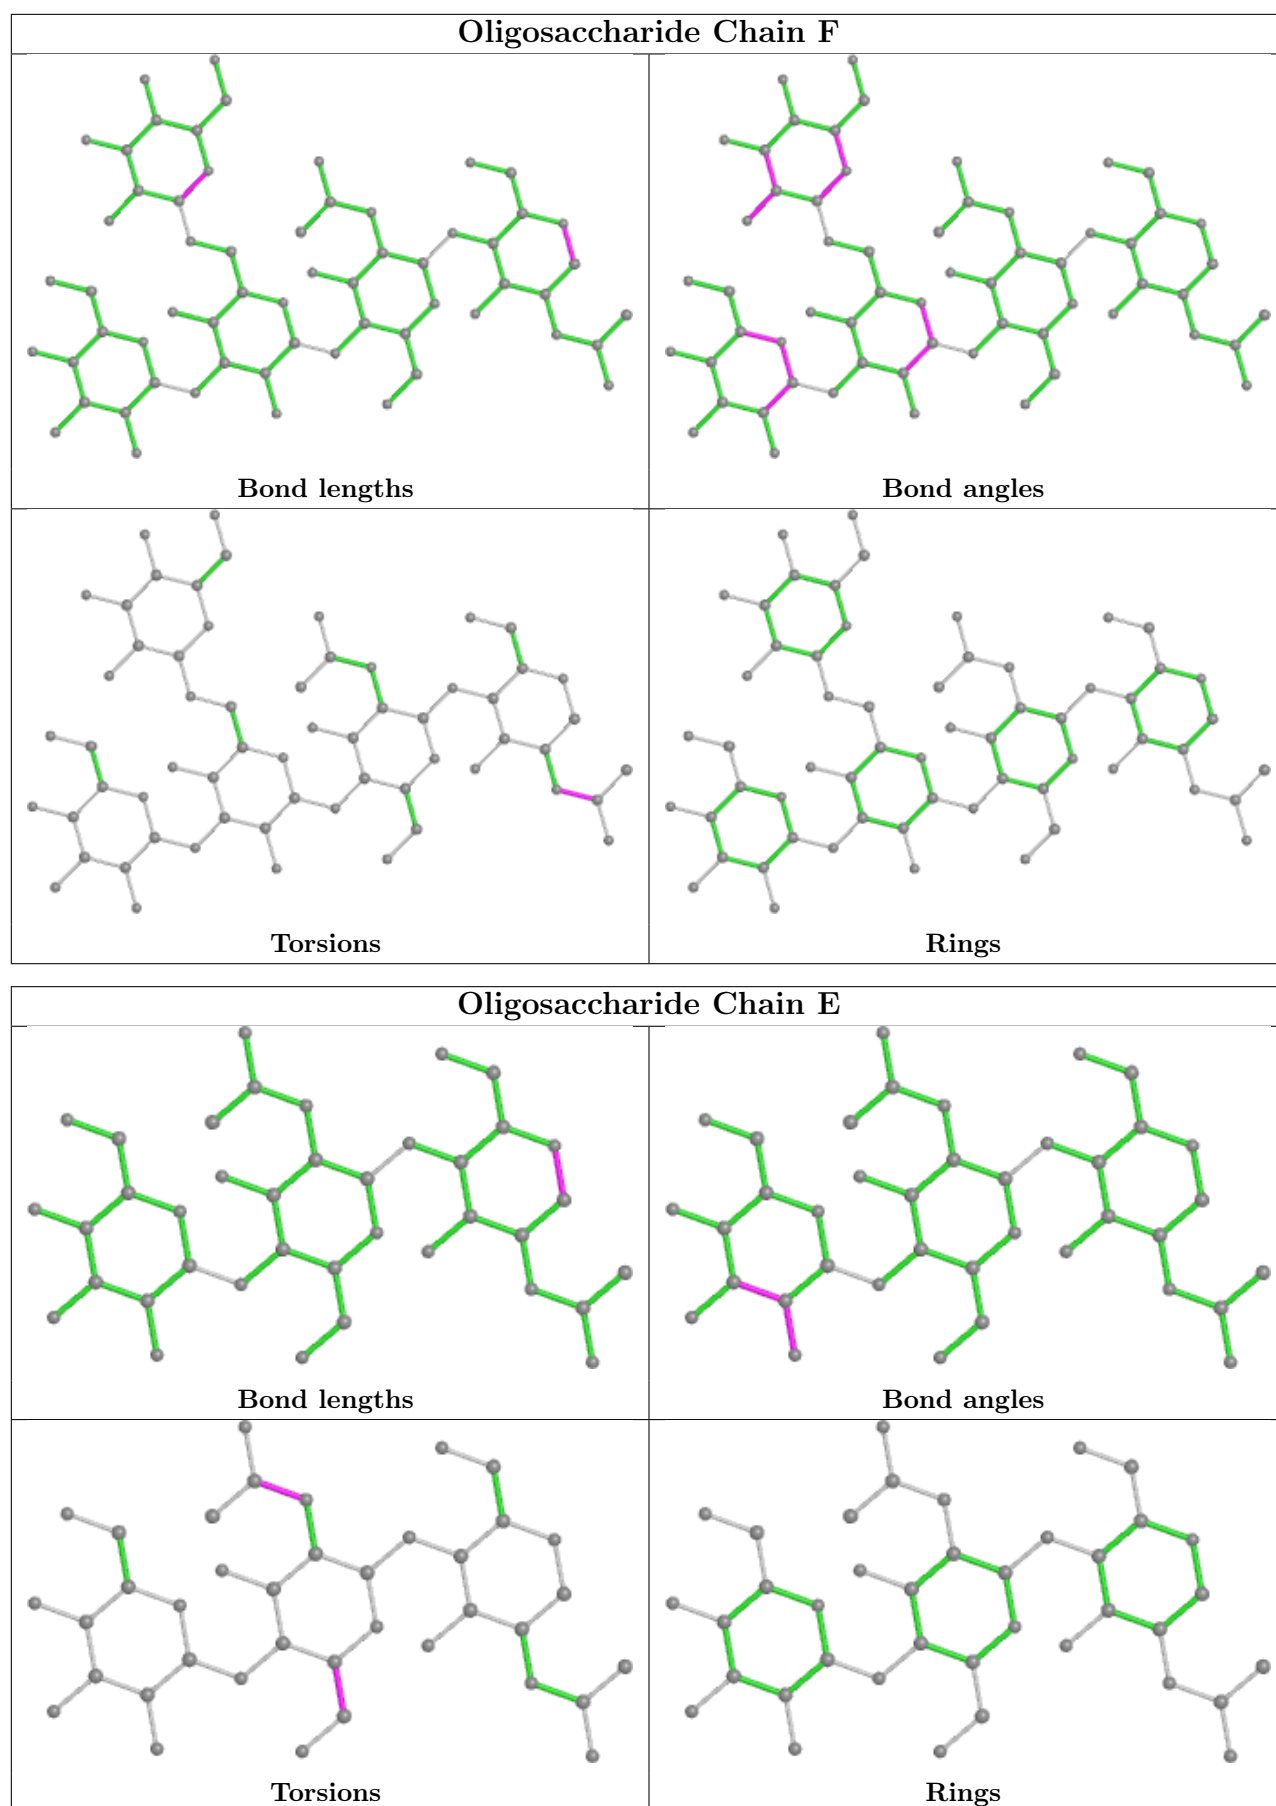 Oligosaccharide Chain F
Bond lengths
Bond angles
Torsions
Rings
Oligosaccharide Chain E
Bond lengths
Bond angles
Torsions
Rings